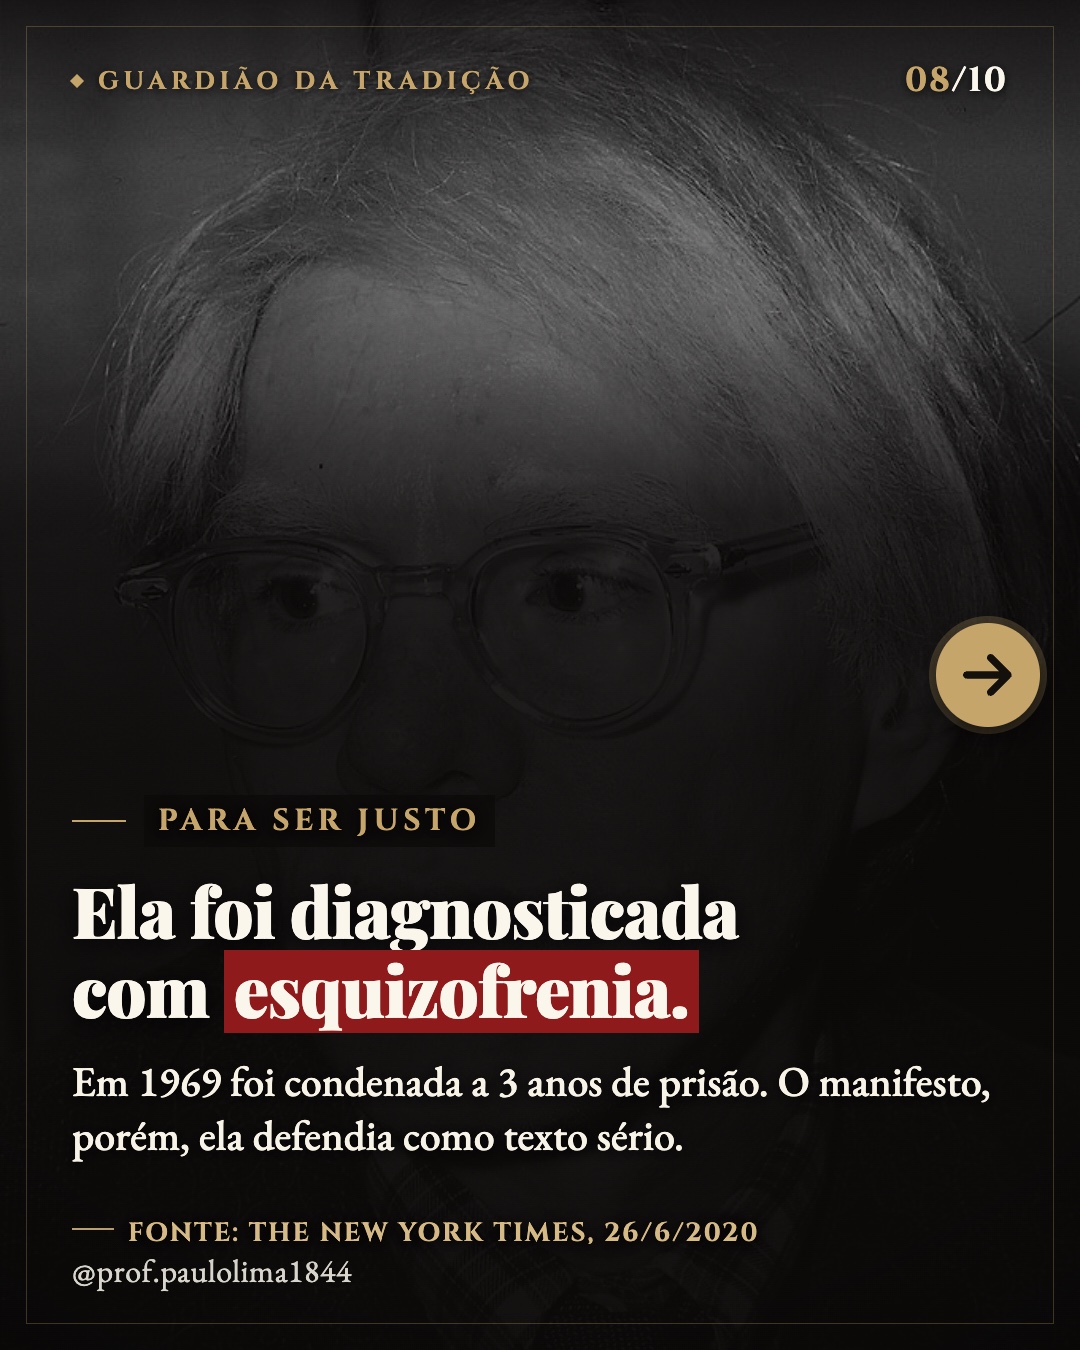 GUARDIÃO DA TRADIÇÃO
08/10
PARA SER JUSTO
Ela foi diagnosticada
com esquizofrenia.
Em 1969 foi condenada a 3 anos de prisão. O manifesto,
porém, ela defendia como texto sério.
FONTE: THE NEW YORK TIMES, 26/6/2020
@prof.paulolima1844